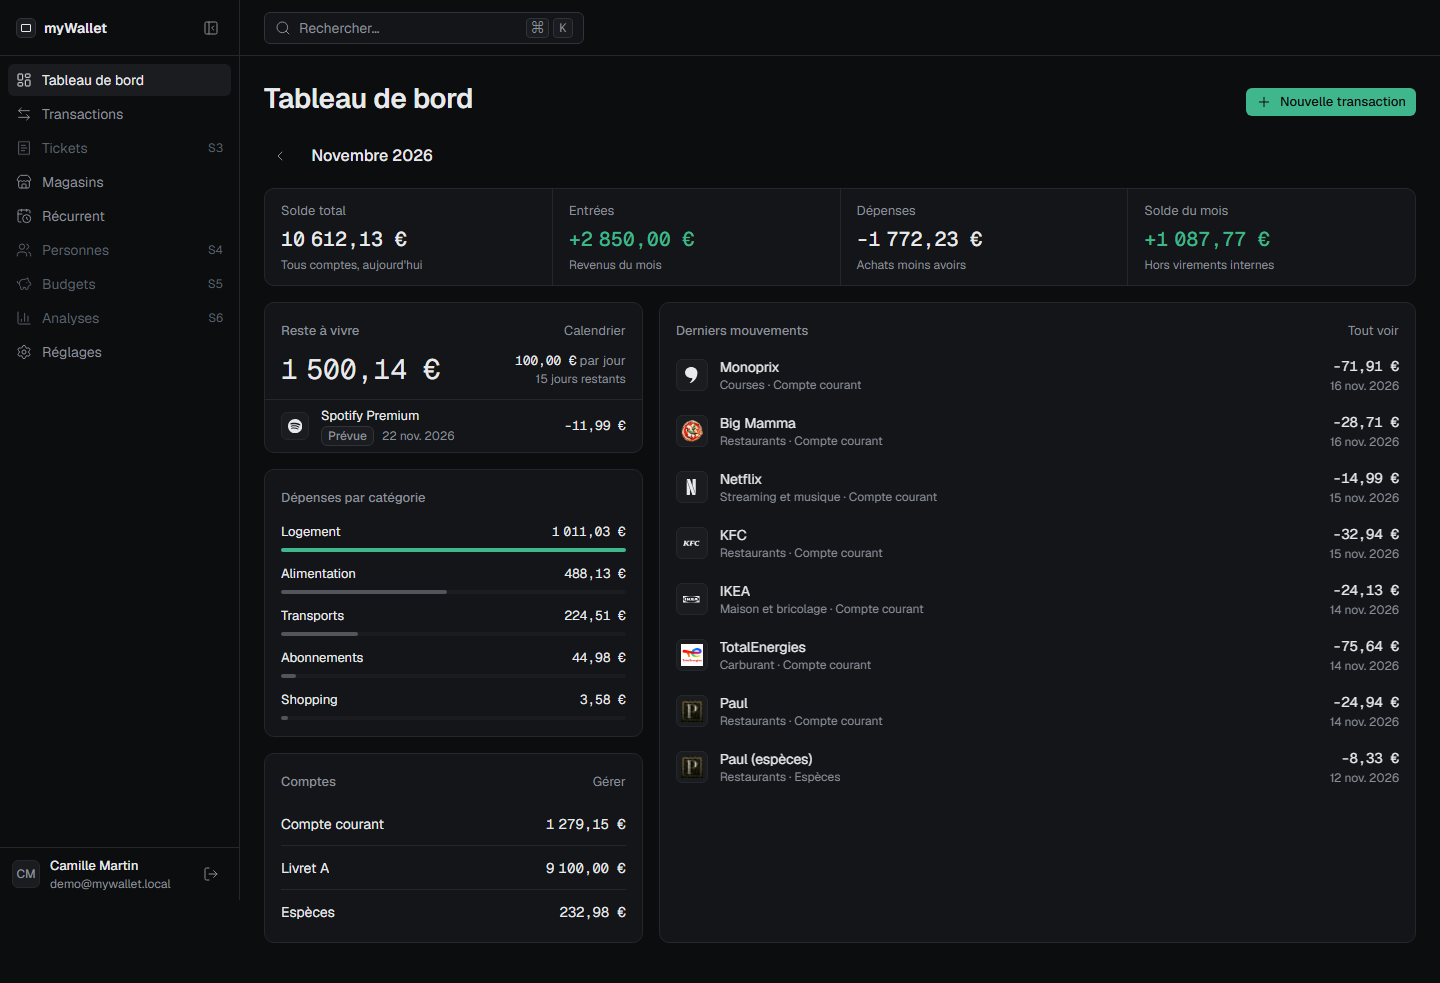 myWallet
Rechercher...
⌘ K
Tableau de bord
Transactions
Tickets S3
Magasins
Récurrent
Personnes S4
Budgets S5
Analyses S6
Réglages
Camille Martin
CM
demo@mywallet.local
Tableau de bord
+ Nouvelle transaction
Novembre 2026
Solde total
10 612,13 €
Tous comptes, aujourd'hui
Entrées
+2 850,00 €
Revenus du mois
Dépenses
-1 772,23 €
Achats moins avoirs
Solde du mois
+1 087,77 €
Hors virements internes
Reste à vivre Calendrier
1 500,14 €
100,00 € par jour
15 jours restants
Spotify Premium
Prévue 22 nov. 2026
-11,99 €
Dépenses par catégorie
Logement 1 011,03 €
Alimentation 488,13 €
Transports 224,51 €
Abonnements 44,98 €
Shopping 3,58 €
Comptes Gérer
Compte courant 1 279,15 €
Livret A 9 100,00 €
Espèces 232,98 €
Derniers mouvements Tout voir
Monoprix -71,91 €
Courses · Compte courant 16 nov. 2026
Big Mamma -28,71 €
Restaurants · Compte courant 16 nov. 2026
N
Netflix -14,99 €
Streaming et musique · Compte courant 15 nov. 2026
KFC
KFC -32,94 €
Restaurants · Compte courant 15 nov. 2026
IKEA
IKEA -24,13 €
Maison et bricolage · Compte courant 14 nov. 2026
TotalEnergies -75,64 €
Carburant · Compte courant 14 nov. 2026
P
Paul -24,94 €
Restaurants · Compte courant 14 nov. 2026
P
Paul (espèces) -8,33 €
Restaurants · Espèces 12 nov. 2026